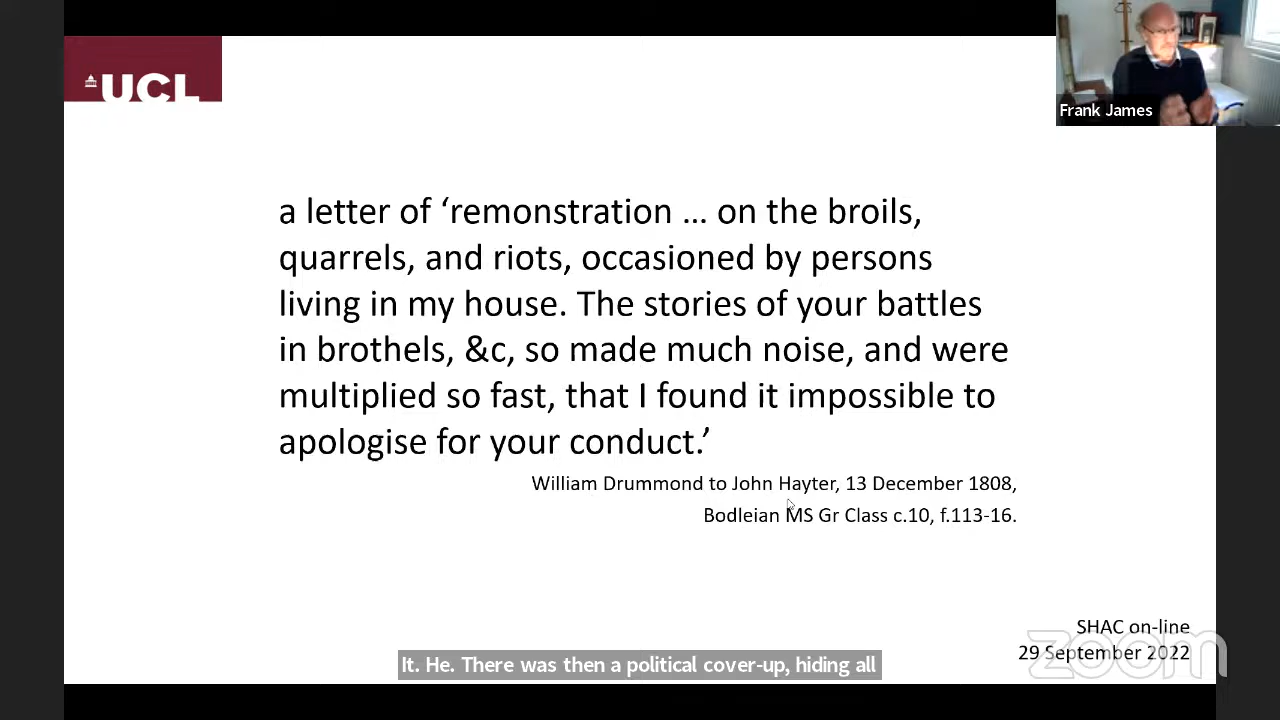 UCL
Frank James
a letter of ‘remonstration … on the broils,
quarrels, and riots, occasioned by persons
living in my house. The stories of your battles
in brothels, &c, so made much noise, and were
multiplied so fast, that I found it impossible to
apologise for your conduct.’
William Drummond to John Hayter, 13 December 1808,
Bodleian MS Gr Class c.10, f.113-16.
SHAC on-line
29 September 2022
zoom
It. He. There was then a political cover-up, hiding all